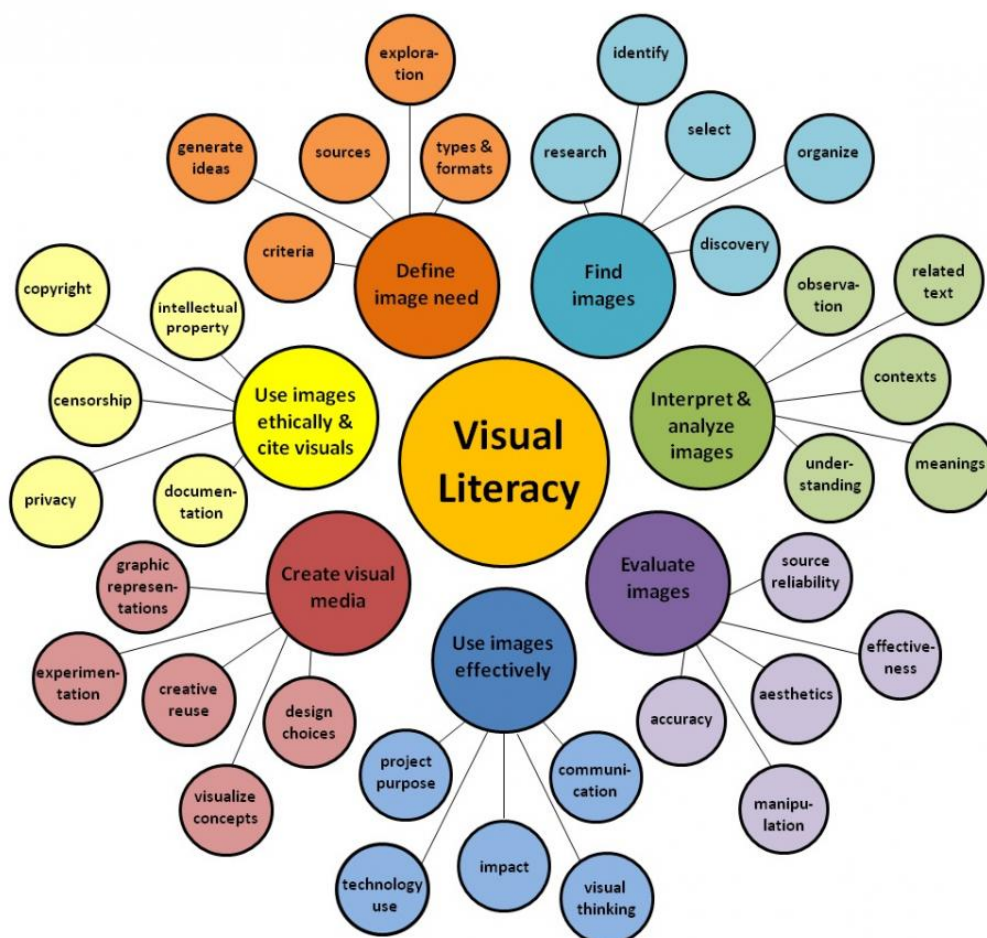 Visual
Literacy
Define
image need
explora-
tion
generate
ideas
sources
types &
formats
criteria
Find
images
identify
research
select
organize
discovery
Interpret &
analyze
images
observa-
tion
related
text
contexts
under-
standing
meanings
Evaluate
images
source
reliability
effective-
ness
aesthetics
accuracy
manipu-
lation
Use images
effectively
project
purpose
communi-
cation
technology
use
impact
visual
thinking
Create visual
media
graphic
represen-
tations
experimen-
tation
creative
reuse
design
choices
visualize
concepts
Use images
ethically &
cite visuals
copyright
intellectual
property
censorship
privacy
documen-
tation